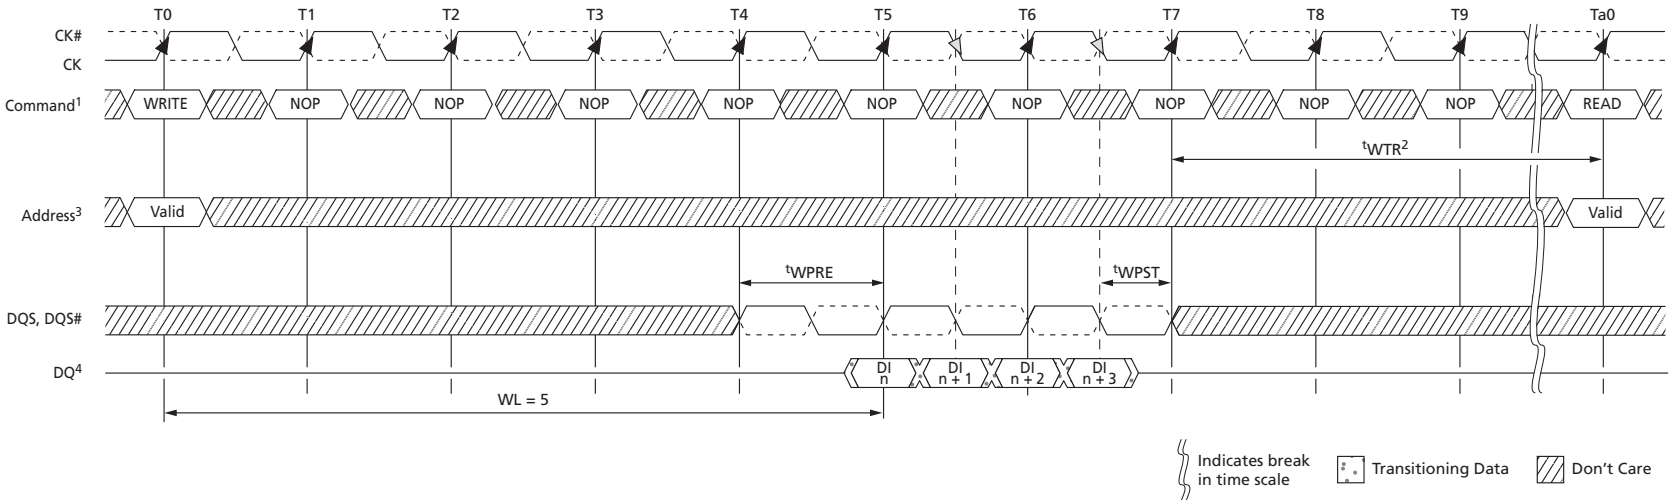 T0 T1 T2 T3 T4 T5 T6 T7 T8 T9 Ta0
CK#
CK
Command1 WRITE NOP NOP NOP NOP NOP NOP NOP NOP NOP READ
tWTR2
Address3 Valid Valid
tWPRE tWPST
DQS, DQS#
DQ4 DI n DI n + 1 DI n + 2 DI n + 3
WL = 5
Indicates break
in time scale
Transitioning Data
Don't Care